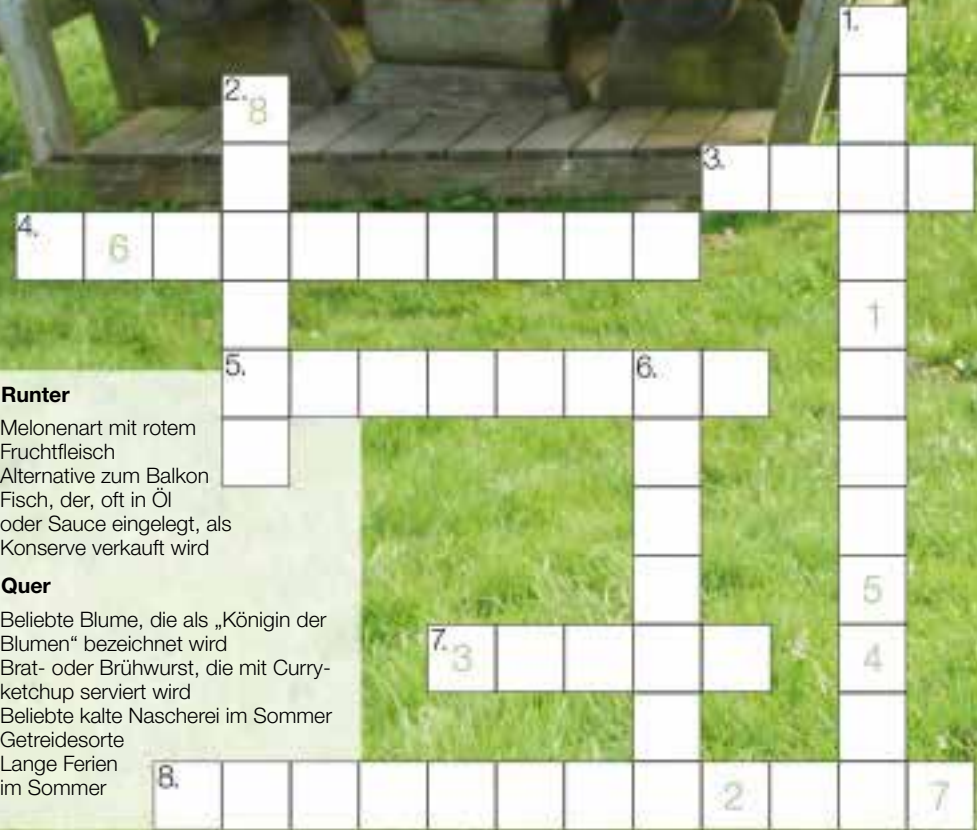 1.
2.
8
3.
4.
6
1
5.
6.
Runter
Melonenart mit rotem
Fruchtfleisch
Alternative zum Balkon
Fisch, der, oft in Öl
oder Sauce eingelegt, als
Konserve verkauft wird
5
Quer
Beliebte Blume, die als „Königin der
Blumen“ bezeichnet wird
Brat- oder Brühwurst, die mit Curry-
ketchup serviert wird
Beliebte kalte Nascherei im Sommer
Getreidesorte
Lange Ferien
im Sommer
7.
3
4
8.
2
7